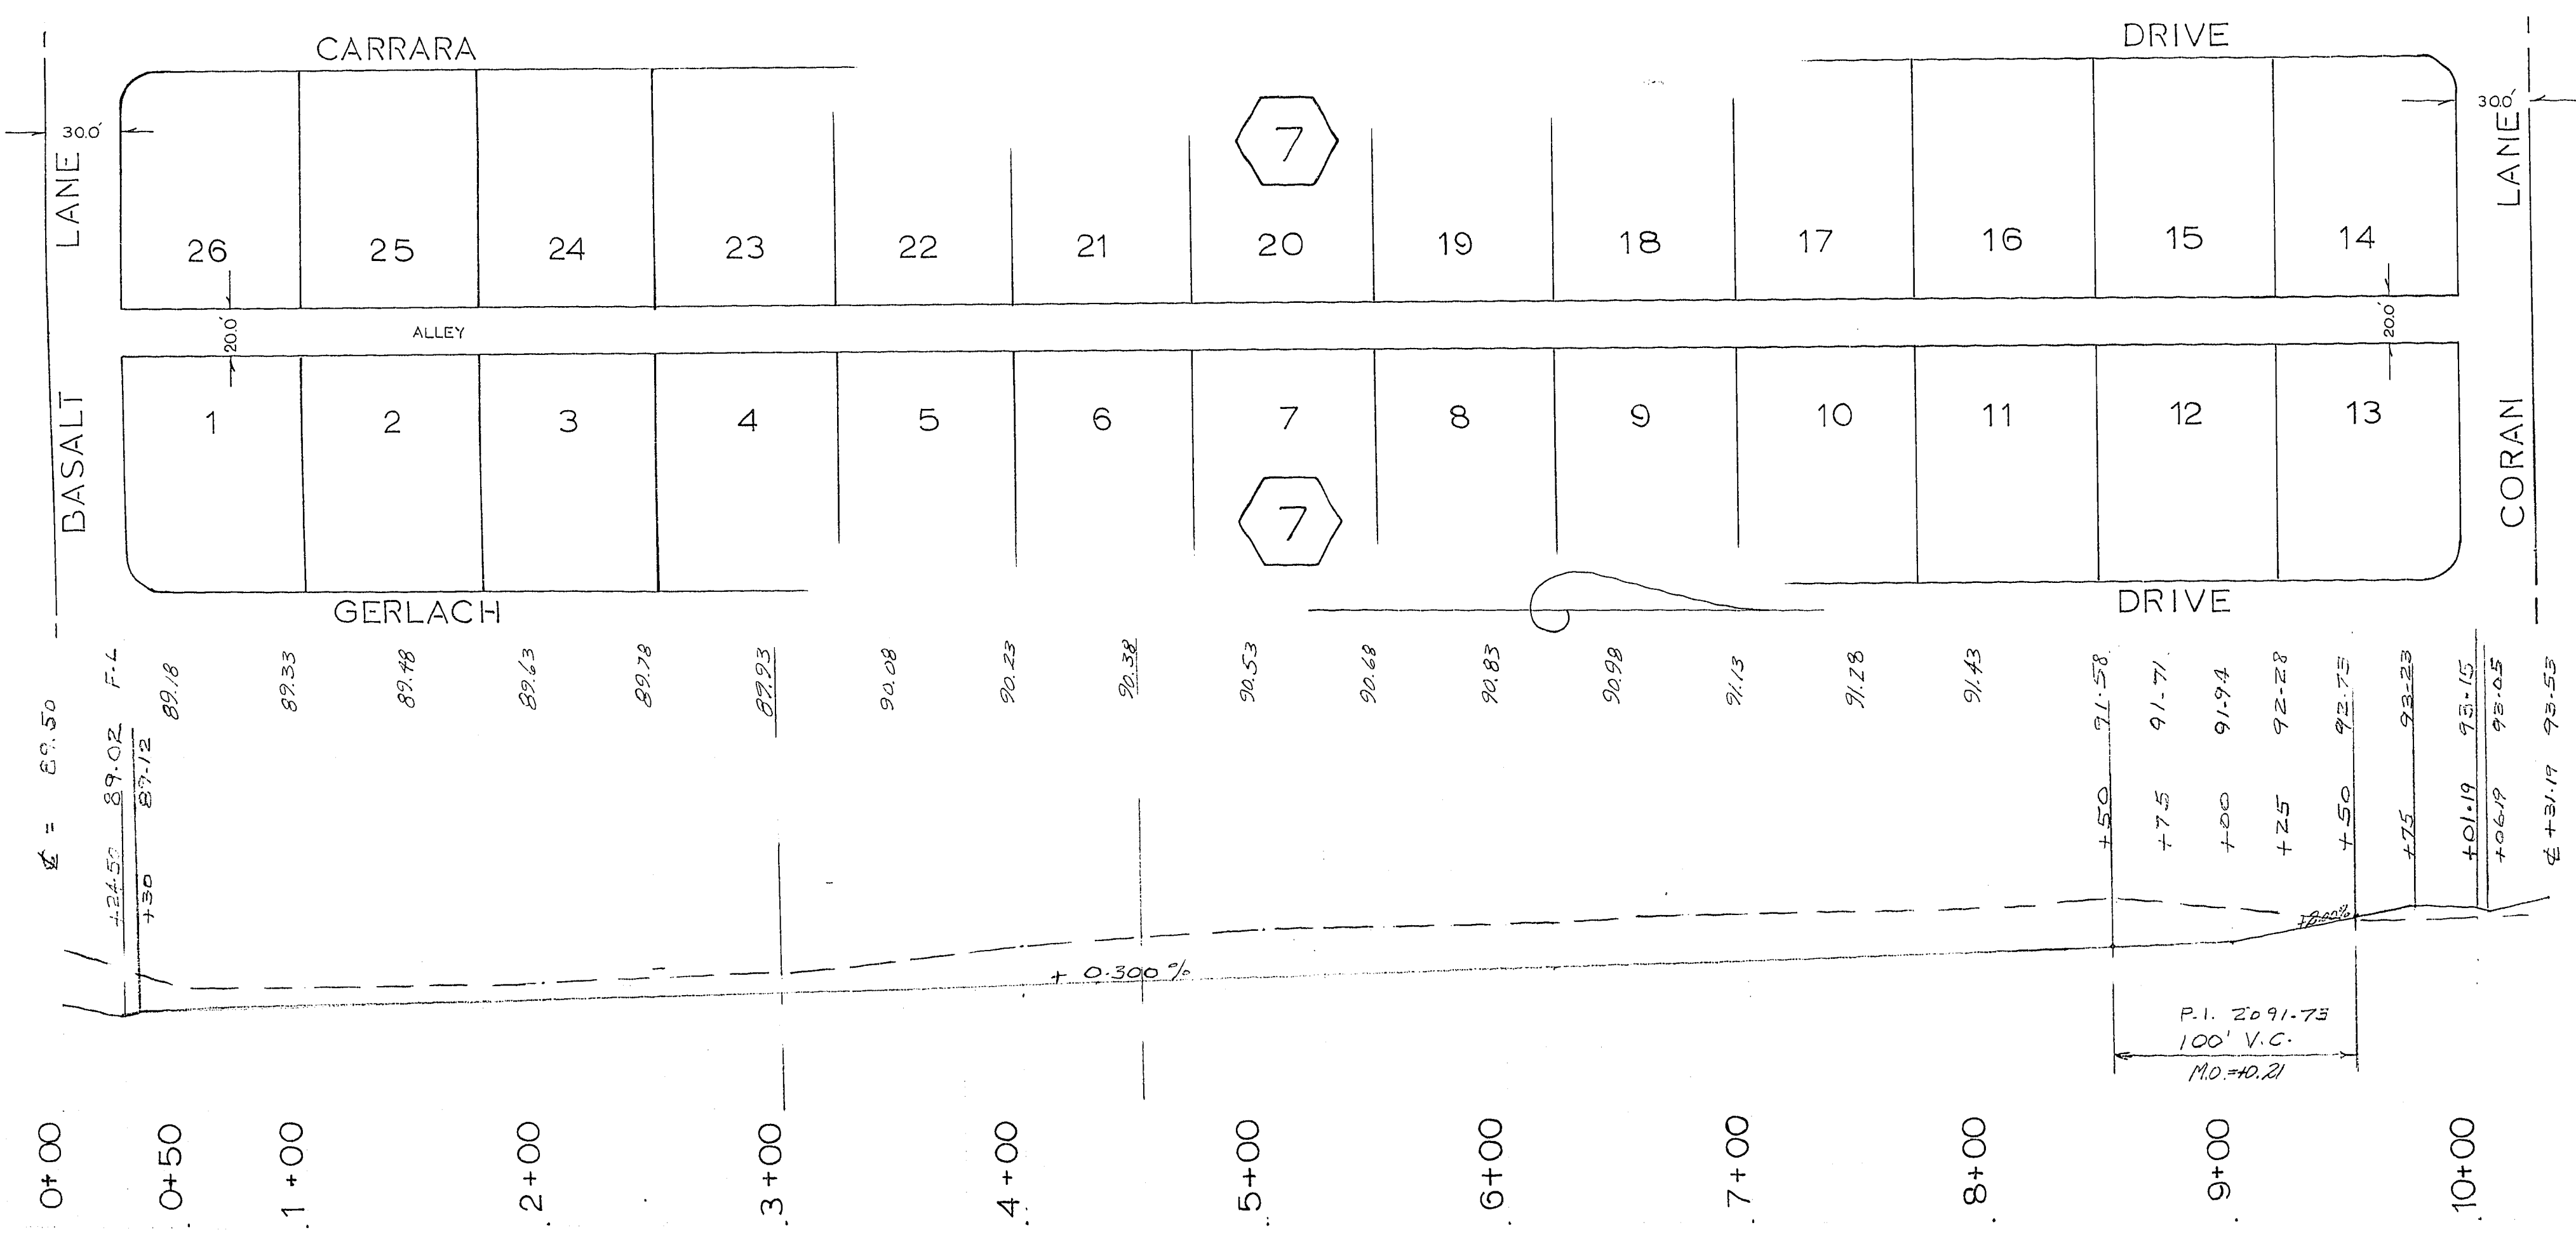 CARRARA DRIVE
30.0' 30.0'
LANE LANE
7
26 25 24 23 22 21 20 19 18 17 16 15 14
20.0' ALLEY 20.0'
1 2 3 4 5 6 7 8 9 10 11 12 13
BASALT CORAN
7
GERLACH DRIVE
℄ = 89.50
+24.50 89.02 F-L
+30 89.12
89.18
89.33
89.48
89.63
89.78
89.93
90.08
90.23
90.38
90.53
90.68
90.83
90.98
91.13
91.28
91.43
+50 91.58
+75 91.71
+00 91.94
+25 92.28
+50 92.73
+75 93.23
+01.19 93.15
+06.19 93.05
℄ +31.19 93.53
+2.00%
+ 0.300%
P.I. 2091.73
100' V.C.
M.O.=+0.21
0+00 0+50 1+00 2+00 3+00 4+00 5+00 6+00 7+00 8+00 9+00 10+00